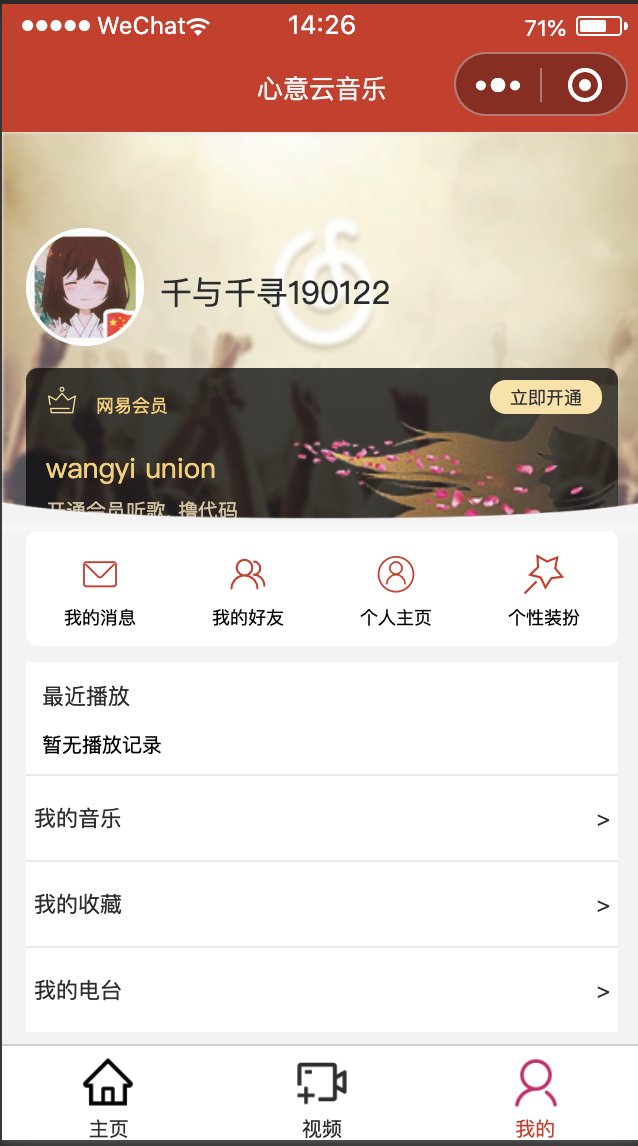 WeChat 14:26 71%
心意云音乐
千与千寻190122
网易会员 立即开通
wangyi union
开通会员听歌, 撸代码
我的消息 我的好友 个人主页 个性装扮
最近播放
暂无播放记录
我的音乐 >
我的收藏 >
我的电台 >
主页 视频 我的